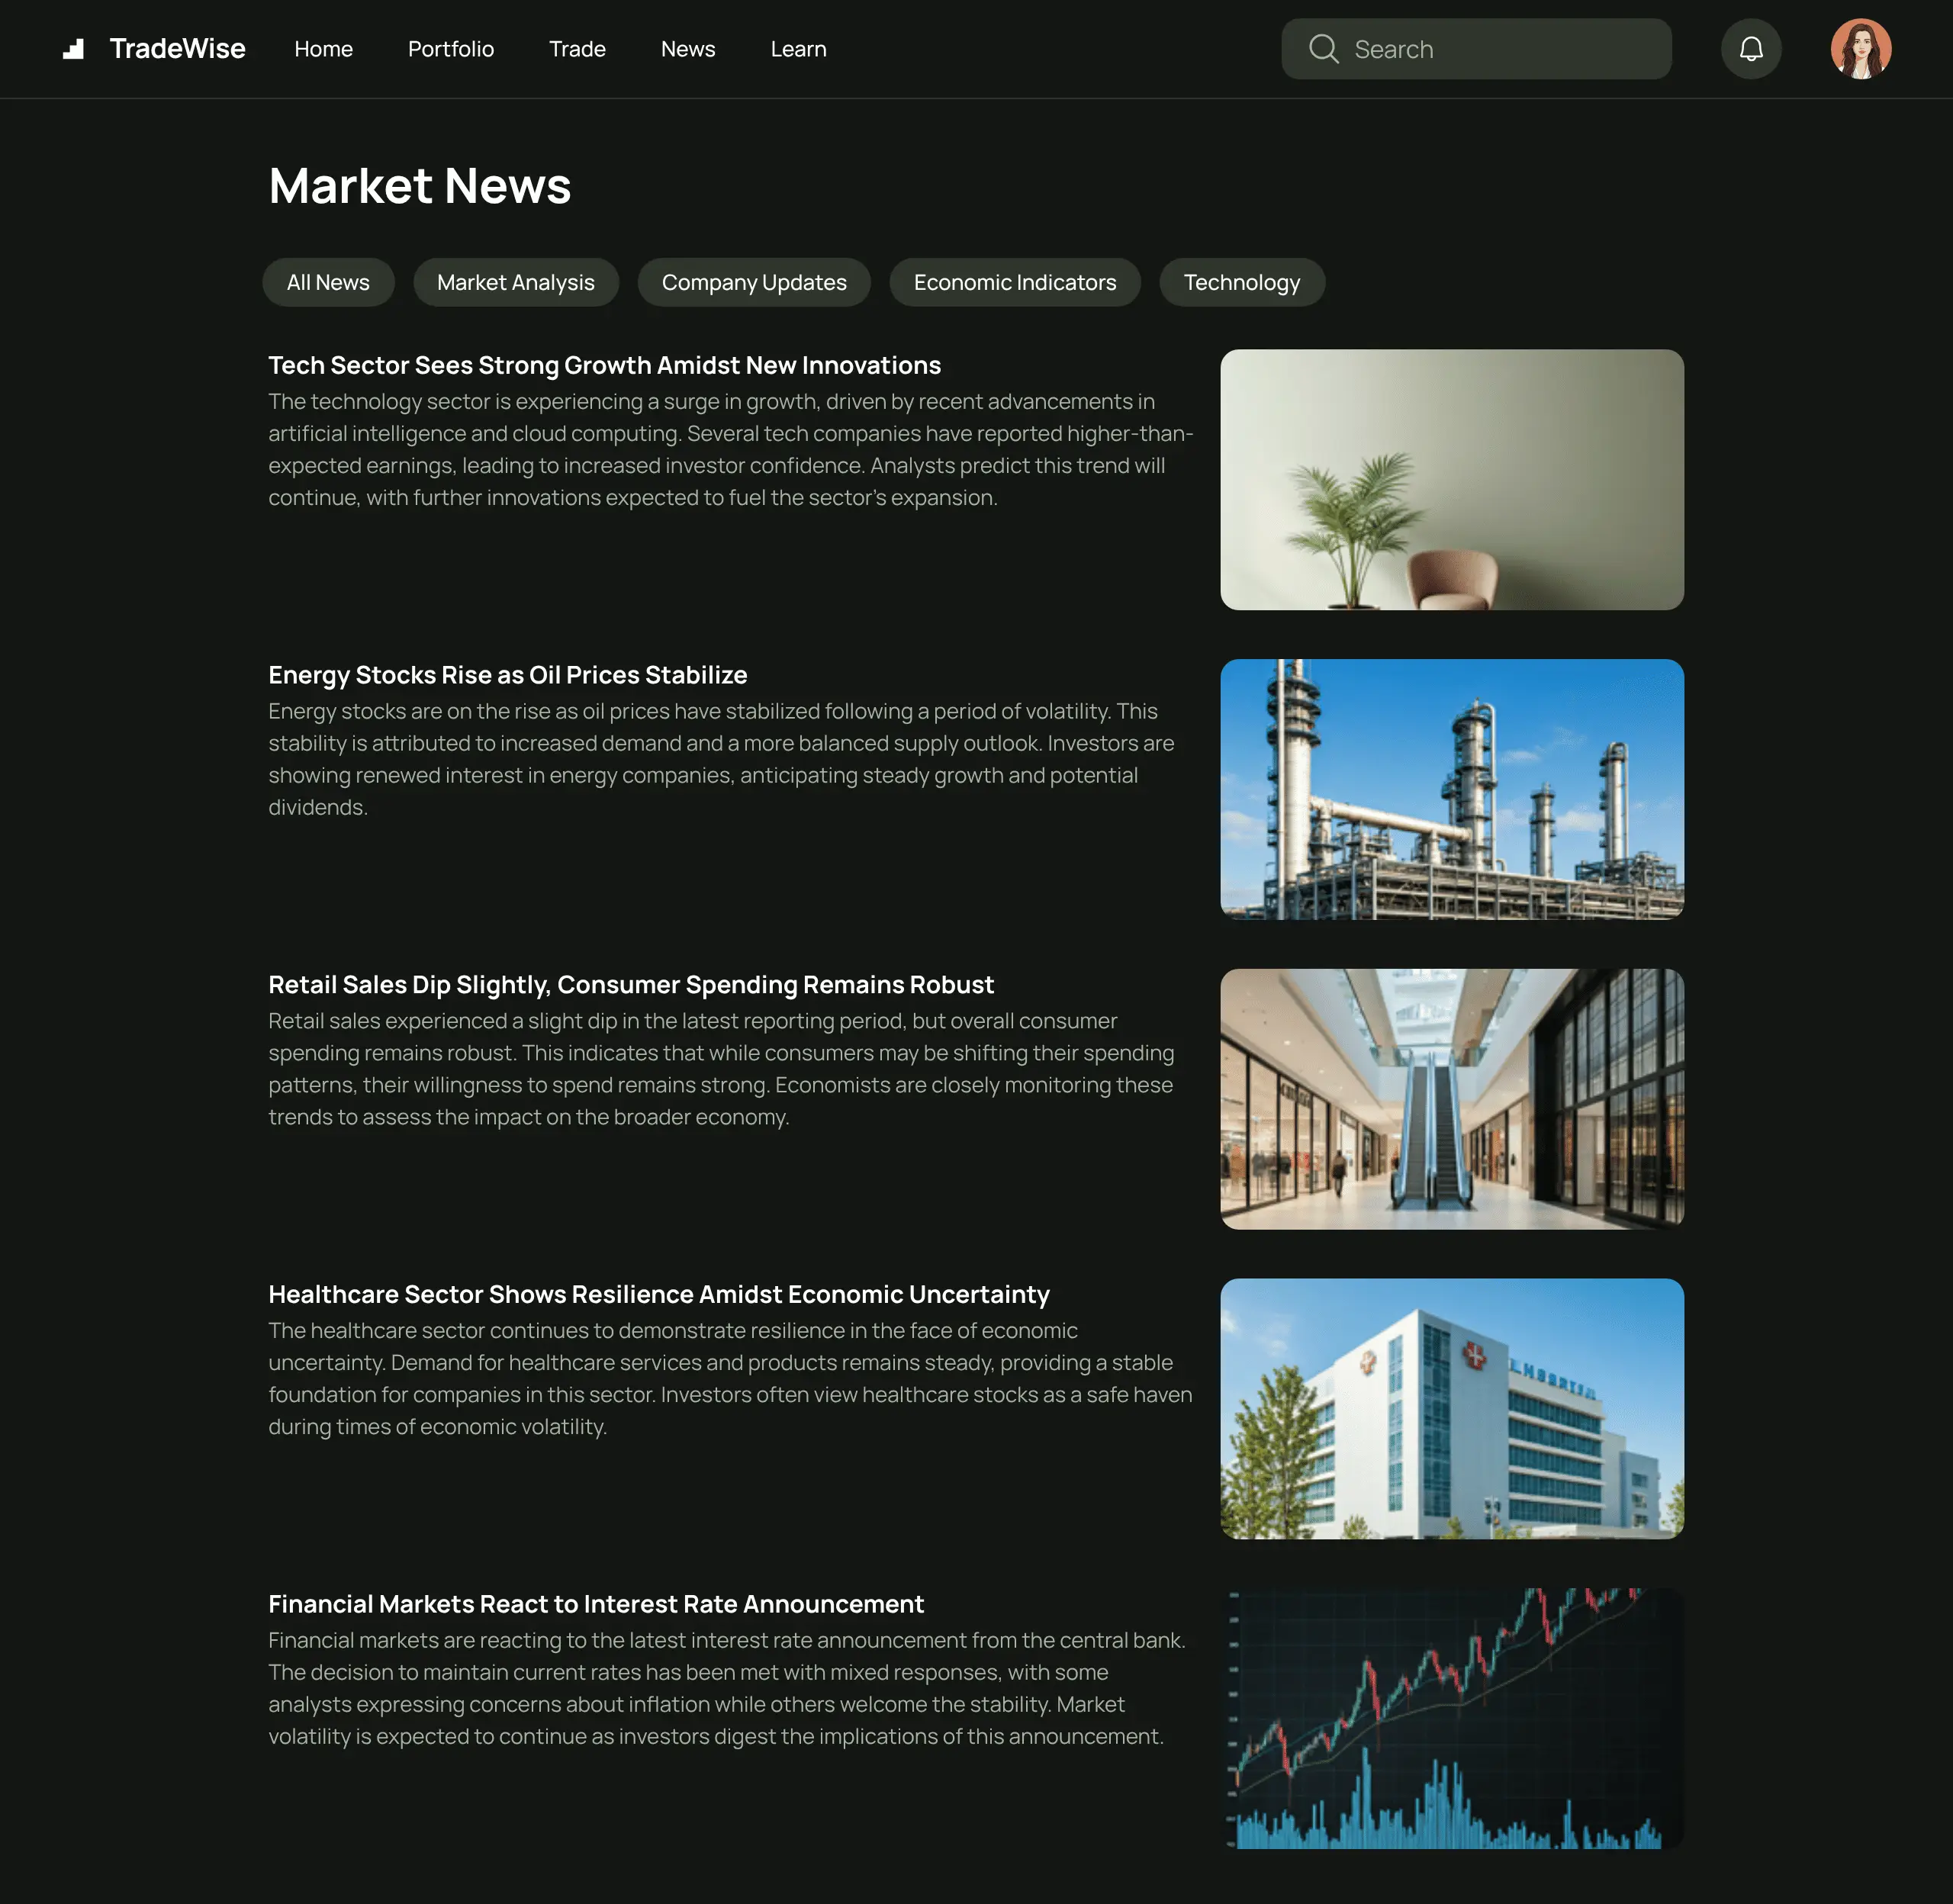 TradeWise
Home
Portfolio
Trade
News
Learn
Search
Market News
All News
Market Analysis
Company Updates
Economic Indicators
Technology
Tech Sector Sees Strong Growth Amidst New Innovations
The technology sector is experiencing a surge in growth, driven by recent advancements in
artificial intelligence and cloud computing. Several tech companies have reported higher-than-
expected earnings, leading to increased investor confidence. Analysts predict this trend will
continue, with further innovations expected to fuel the sector's expansion.
Energy Stocks Rise as Oil Prices Stabilize
Energy stocks are on the rise as oil prices have stabilized following a period of volatility. This
stability is attributed to increased demand and a more balanced supply outlook. Investors are
showing renewed interest in energy companies, anticipating steady growth and potential
dividends.
Retail Sales Dip Slightly, Consumer Spending Remains Robust
Retail sales experienced a slight dip in the latest reporting period, but overall consumer
spending remains robust. This indicates that while consumers may be shifting their spending
patterns, their willingness to spend remains strong. Economists are closely monitoring these
trends to assess the impact on the broader economy.
Healthcare Sector Shows Resilience Amidst Economic Uncertainty
The healthcare sector continues to demonstrate resilience in the face of economic
uncertainty. Demand for healthcare services and products remains steady, providing a stable
foundation for companies in this sector. Investors often view healthcare stocks as a safe haven
during times of economic volatility.
Financial Markets React to Interest Rate Announcement
Financial markets are reacting to the latest interest rate announcement from the central bank.
The decision to maintain current rates has been met with mixed responses, with some
analysts expressing concerns about inflation while others welcome the stability. Market
volatility is expected to continue as investors digest the implications of this announcement.